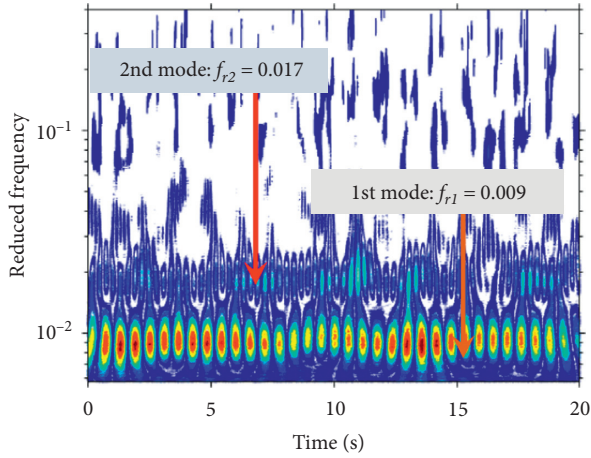 2nd mode: fr2 = 0.017
10⁻¹
1st mode: fr1 = 0.009
Reduced frequency
10⁻²
0 5 10 15 20
Time (s)